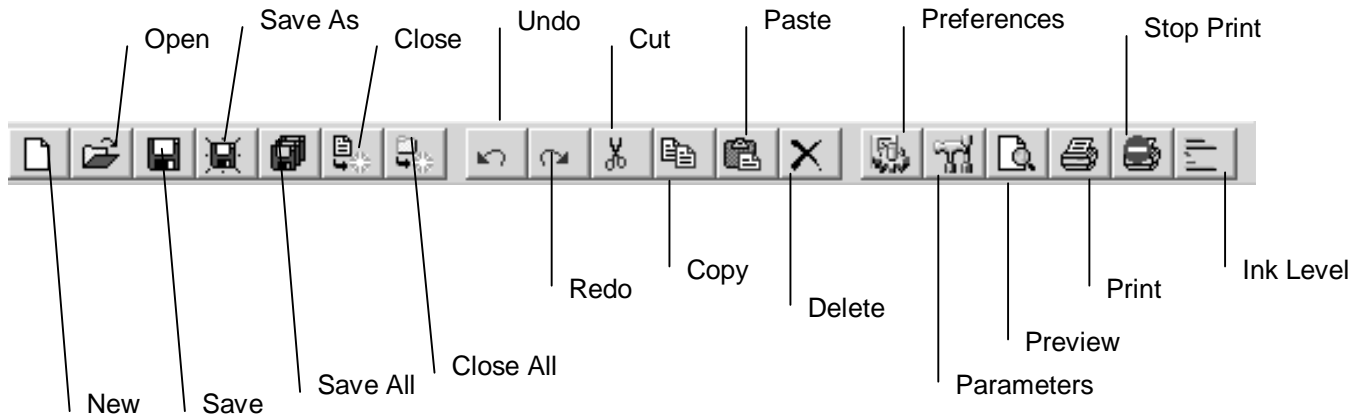 Open
Save As
Close
Undo
Cut
Paste
Preferences
Stop Print
New
Save
Save All
Close All
Redo
Copy
Delete
Parameters
Preview
Print
Ink Level